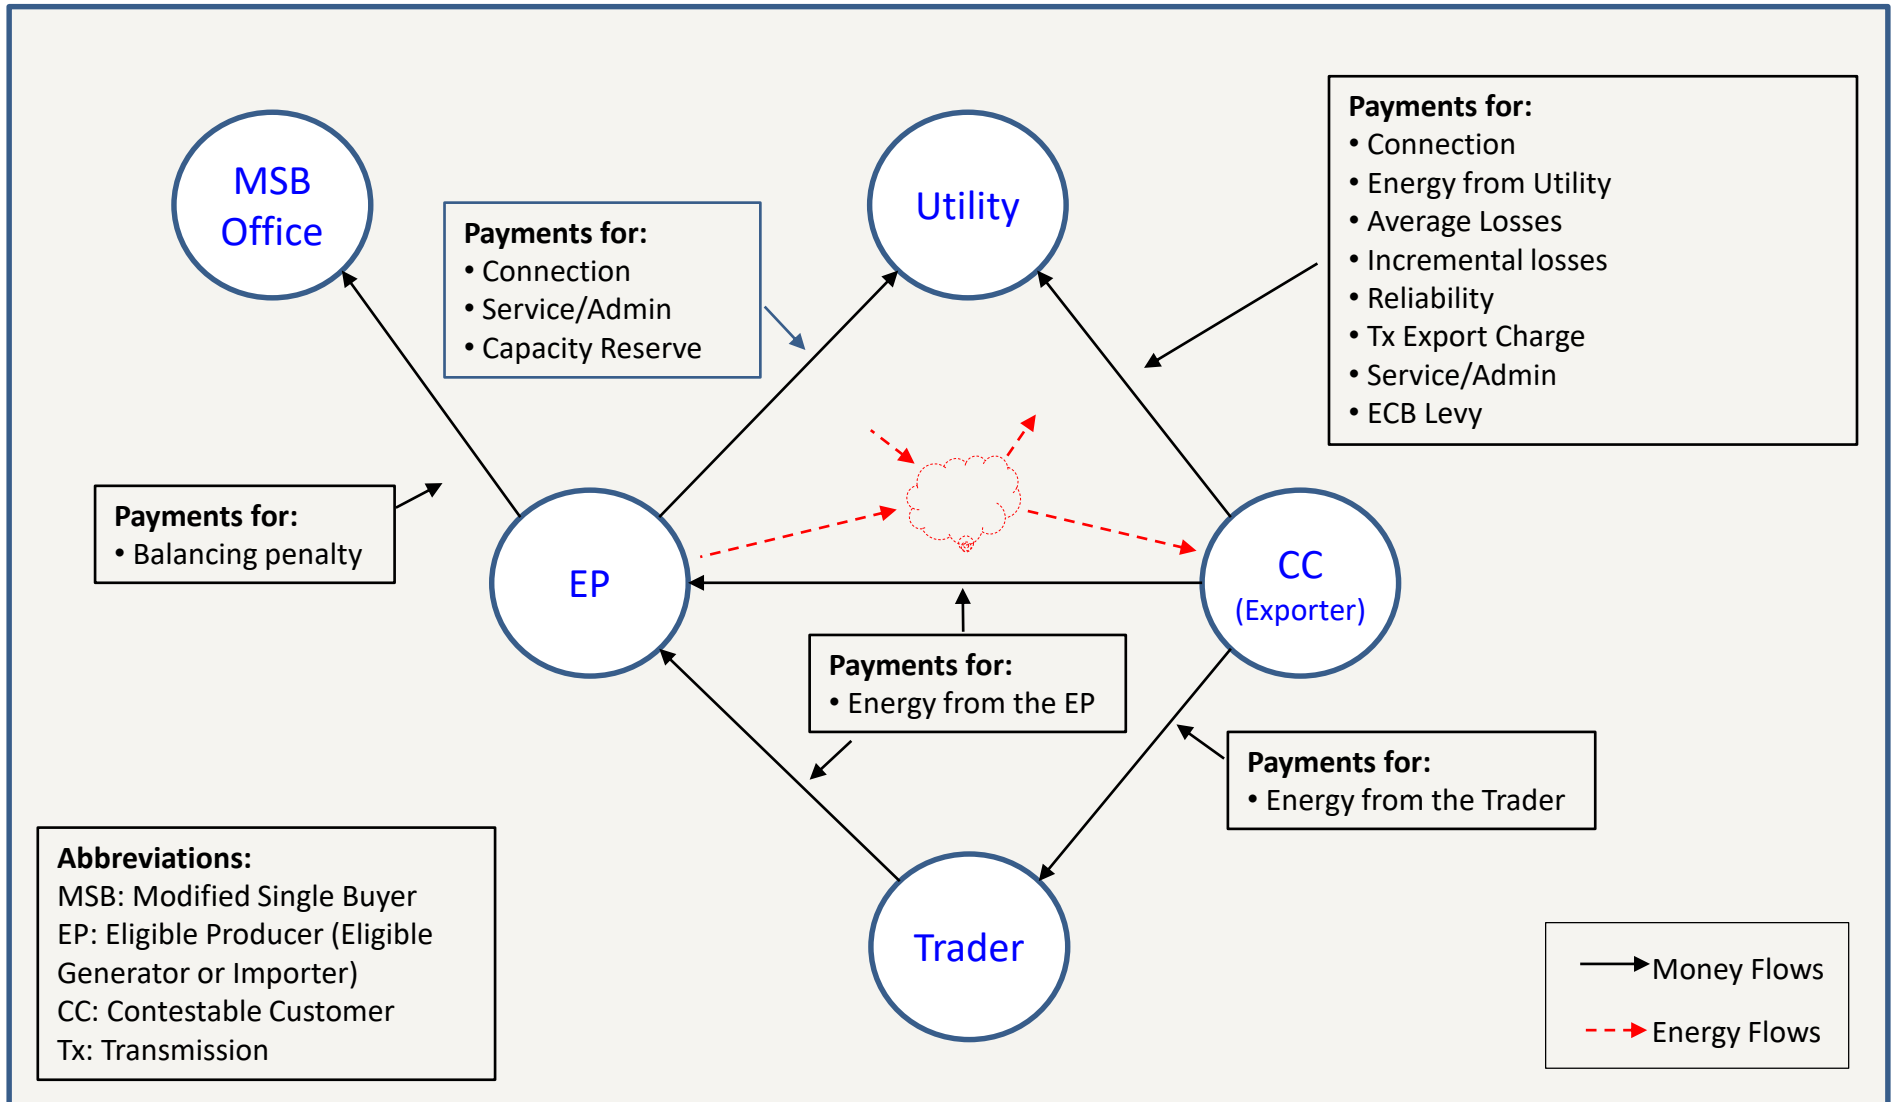 MSB
Office
Utility
Payments for:
• Connection
• Service/Admin
• Capacity Reserve
Payments for:
• Connection
• Energy from Utility
• Average Losses
• Incremental losses
• Reliability
• Tx Export Charge
• Service/Admin
• ECB Levy
Payments for:
• Balancing penalty
EP
CC
(Exporter)
Payments for:
• Energy from the EP
Payments for:
• Energy from the Trader
Trader
Abbreviations:
MSB: Modified Single Buyer
EP: Eligible Producer (Eligible
Generator or Importer)
CC: Contestable Customer
Tx: Transmission
Money Flows
Energy Flows